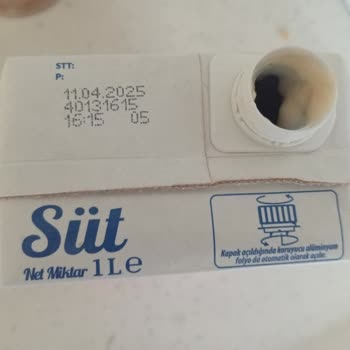 STT:
P:
11.04.2025
40131615
16:15 05
Süt
Net Miktar 1L e
Kapak açıldığında koruyucu alüminyum
folyo da otomatik olarak açılır.